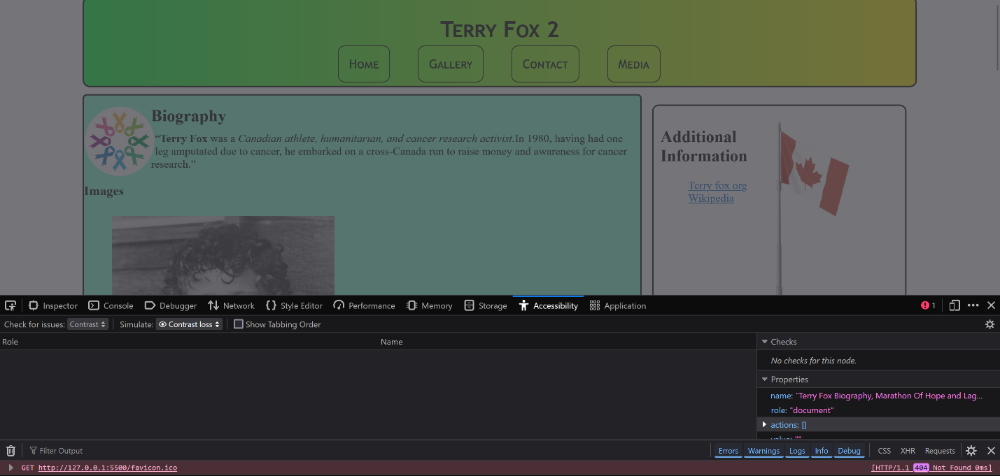 Terry Fox 2
Home Gallery Contact Media
Biography
“Terry Fox was a Canadian athlete, humanitarian, and cancer research activist.In 1980, having had one
leg amputated due to cancer, he embarked on a cross-Canada run to raise money and awareness for cancer
research.”
Images
Additional
Information
Terry fox org
Wikipedia
Inspector Console Debugger Network Style Editor Performance Memory Storage Accessibility Application 1
Check for issues: Contrast Simulate: Contrast loss Show Tabbing Order
Role Name
Checks
No checks for this node.
Properties
name: "Terry Fox Biography, Marathon Of Hope and Lag...
role: "document"
actions: []
value: ""
Filter Output Errors Warnings Logs Info Debug CSS XHR Requests
GET http://127.0.0.1:5500/favicon.ico [HTTP/1.1 404 Not Found 0ms]